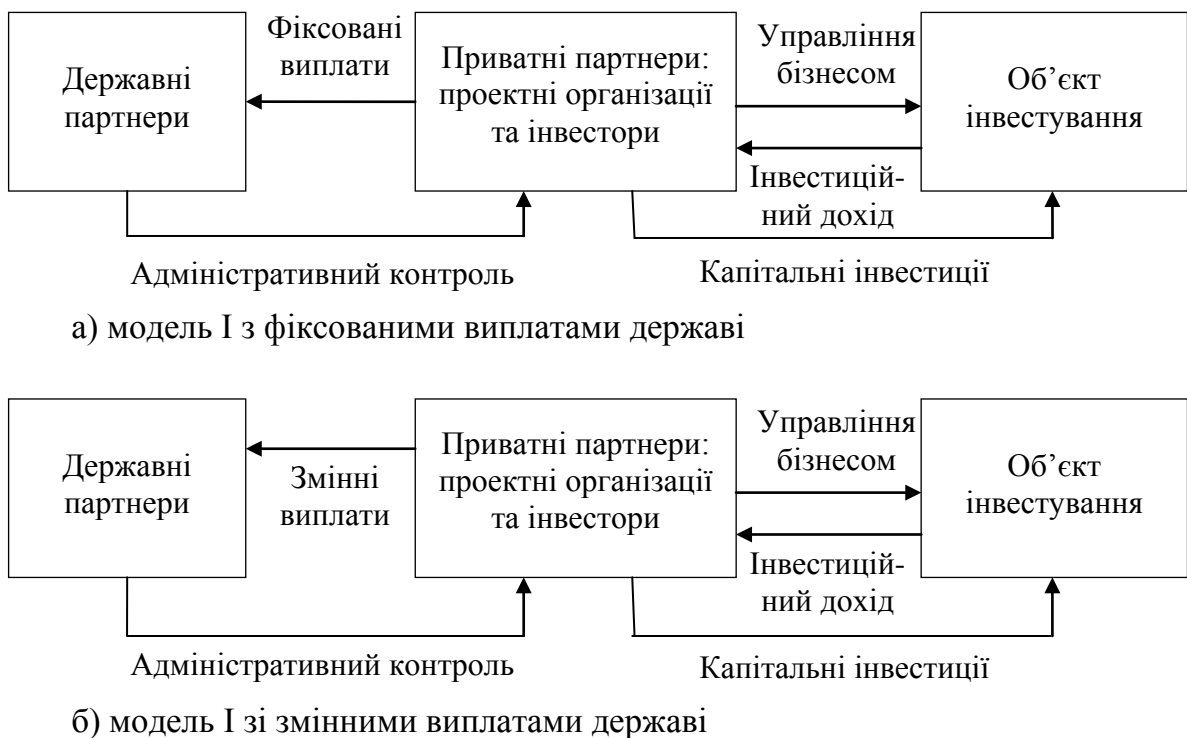 Державні
партнери
Фіксовані
виплати
Приватні партнери:
проектні організації
та інвестори
Управління
бізнесом
Інвестицій-
ний дохід
Об’єкт
інвестування
Адміністративний контроль
Капітальні інвестиції
а) модель І з фіксованими виплатами державі
Державні
партнери
Змінні
виплати
Приватні партнери:
проектні організації
та інвестори
Управління
бізнесом
Інвестицій-
ний дохід
Об’єкт
інвестування
Адміністративний контроль
Капітальні інвестиції
б) модель І зі змінними виплатами державі